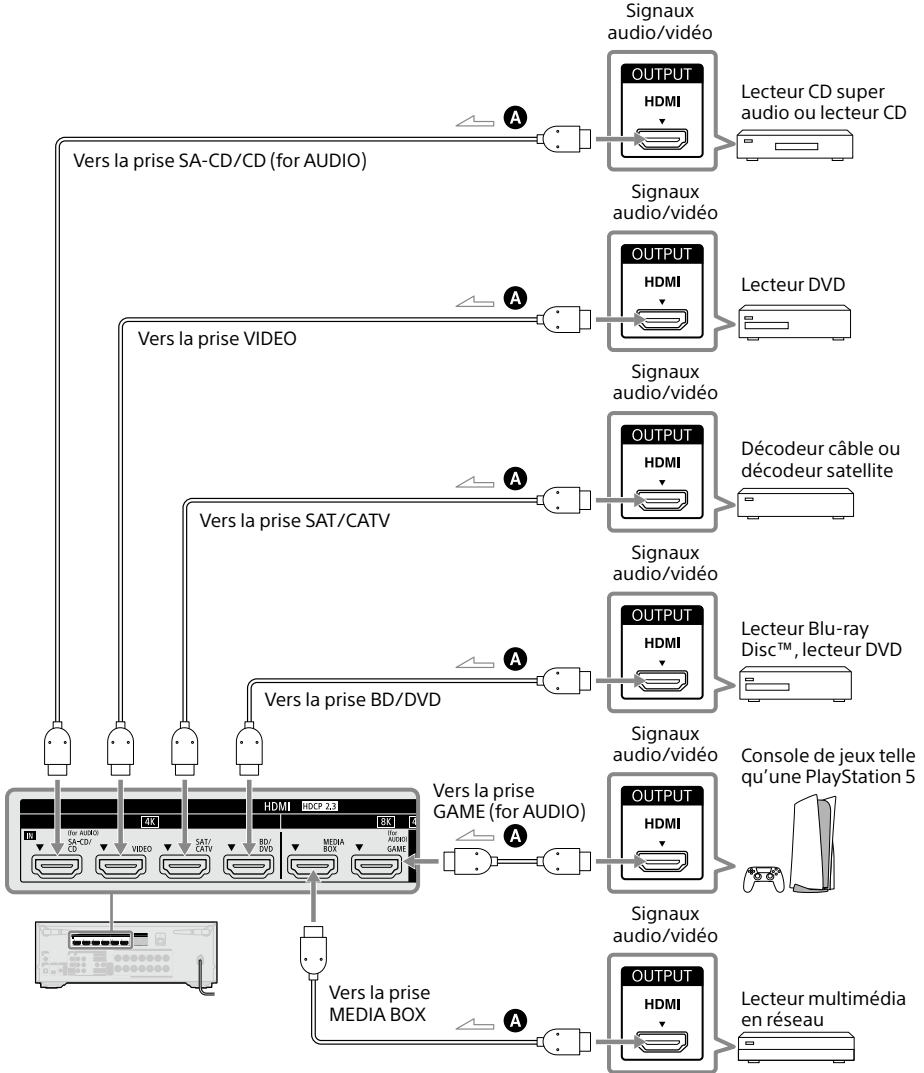 Signaux
audio/vidéo
OUTPUT
HDMI
Lecteur CD super
audio ou lecteur CD
A
Vers la prise SA-CD/CD (for AUDIO)
Signaux
audio/vidéo
OUTPUT
HDMI
Lecteur DVD
A
Vers la prise VIDEO
Signaux
audio/vidéo
OUTPUT
HDMI
Décodeur câble ou
décodeur satellite
A
Vers la prise SAT/CATV
Signaux
audio/vidéo
OUTPUT
HDMI
Lecteur Blu-ray
Disc™, lecteur DVD
A
Vers la prise BD/DVD
Signaux
audio/vidéo
OUTPUT
HDMI
Console de jeux telle
qu'une PlayStation 5
Vers la prise
GAME (for AUDIO)
A
HDMI HDCP 2.3
4K 8K 4
IN
(for AUDIO)
SA-CD/
CD
VIDEO
SAT/
CATV
BD/
DVD
MEDIA
BOX
(for
AUDIO)
GAME
Signaux
audio/vidéo
OUTPUT
HDMI
Lecteur multimédia
en réseau
Vers la prise
MEDIA BOX
A